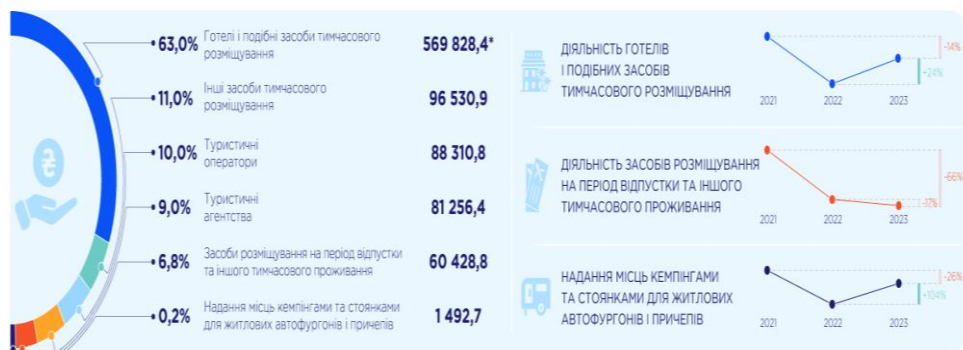 63,0%
Готелі і подібні засоби тимчасового
розміщування
569 828,4*
11,0%
Інші засоби тимчасового
розміщування
96 530,9
10,0%
Туристичні
оператори
88 310,8
9,0%
Туристичні
агентства
81 256,4
6,8%
Засоби розміщування на період відпустки
та іншого тимчасового проживання
60 428,8
0,2%
Надання місць кемпінгами та стоянками
для житлових автофургонів і причепів
1 492,7
₴
ДІЯЛЬНІСТЬ ГОТЕЛІВ
І ПОДІБНИХ ЗАСОБІВ
ТИМЧАСОВОГО РОЗМІЩУВАННЯ
2021
2022
2023
-14%
+24%
ДІЯЛЬНІСТЬ ЗАСОБІВ РОЗМІЩУВАННЯ
НА ПЕРІОД ВІДПУСТКИ ТА ІНШОГО
ТИМЧАСОВОГО ПРОЖИВАННЯ
2021
2022
2023
-66%
-17%
НАДАННЯ МІСЦЬ КЕМПІНГАМИ
ТА СТОЯНКАМИ ДЛЯ ЖИТЛОВИХ
АВТОФУРГОНІВ І ПРИЧЕПІВ
2021
2022
2023
-26%
+104%